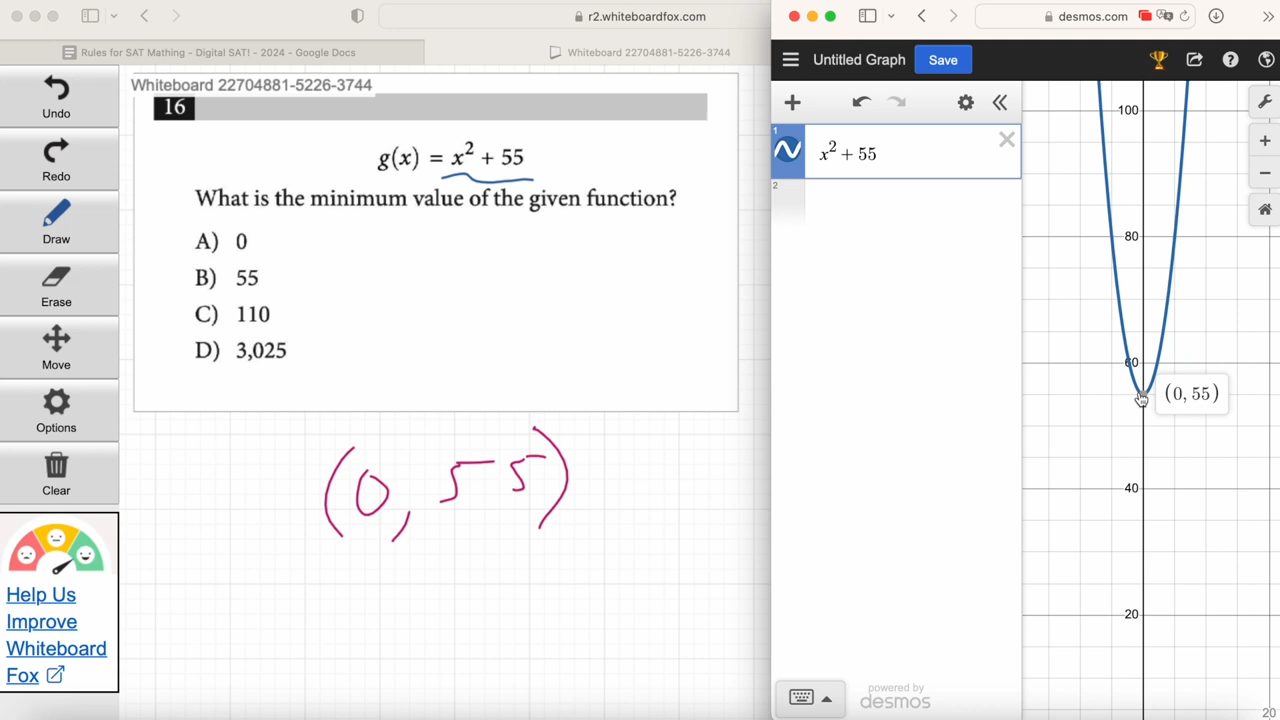 r2.whiteboardfox.com
desmos.com
Rules for SAT Mathing - Digital SAT! - 2024 - Google Docs
Whiteboard 22704881-5226-3744
Undo
Redo
Draw
Erase
Move
Options
Clear
Help Us
Improve
Whiteboard
Fox
Whiteboard 22704881-5226-3744
16
g(x) = x² + 55
What is the minimum value of the given function?
A) 0
B) 55
C) 110
D) 3,025
(0, 55)
Untitled Graph
Save
1
x² + 55
2
100
80
60
(0, 55)
40
20
20
powered by
desmos